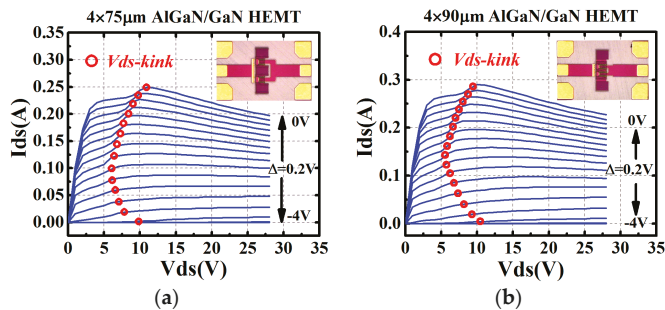 4×75μm AlGaN/GaN HEMT
0.35
0.30
0.25
0.20
0.15
0.10
0.05
0.00
Ids(A)
Vds-kink
0V
Δ=0.2V
-4V
0 5 10 15 20 25 30 35
Vds(V)
(a)
4×90μm AlGaN/GaN HEMT
0.4
0.3
0.2
0.1
0.0
Ids(A)
Vds-kink
0V
Δ=0.2V
-4V
0 5 10 15 20 25 30 35
Vds(V)
(b)